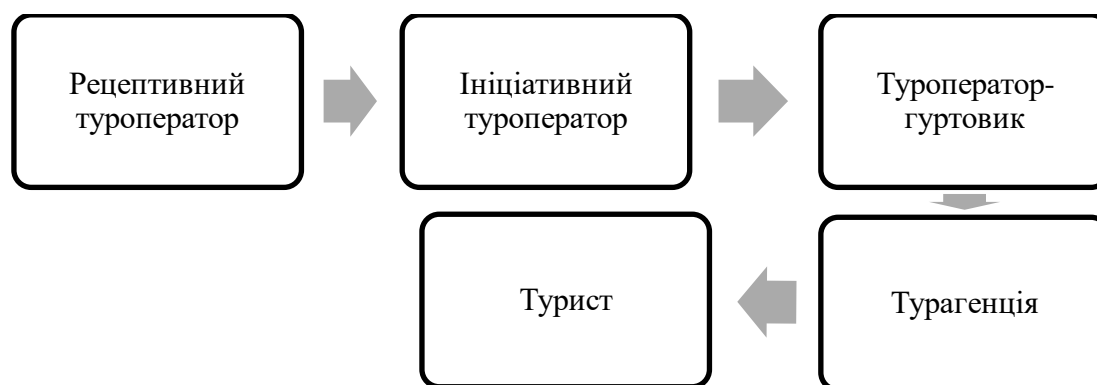 Рецептивний
туроператор
Ініціативний
туроператор
Туроператор-
гуртовик
Турагенція
Турист